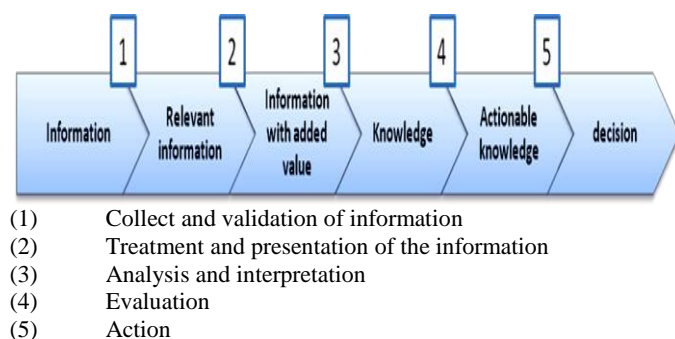 1 2 3 4 5
Information
Relevant
information
Information
with added
value
Knowledge
Actionable
knowledge
decision
(1) Collect and validation of information
(2) Treatment and presentation of the information
(3) Analysis and interpretation
(4) Evaluation
(5) Action